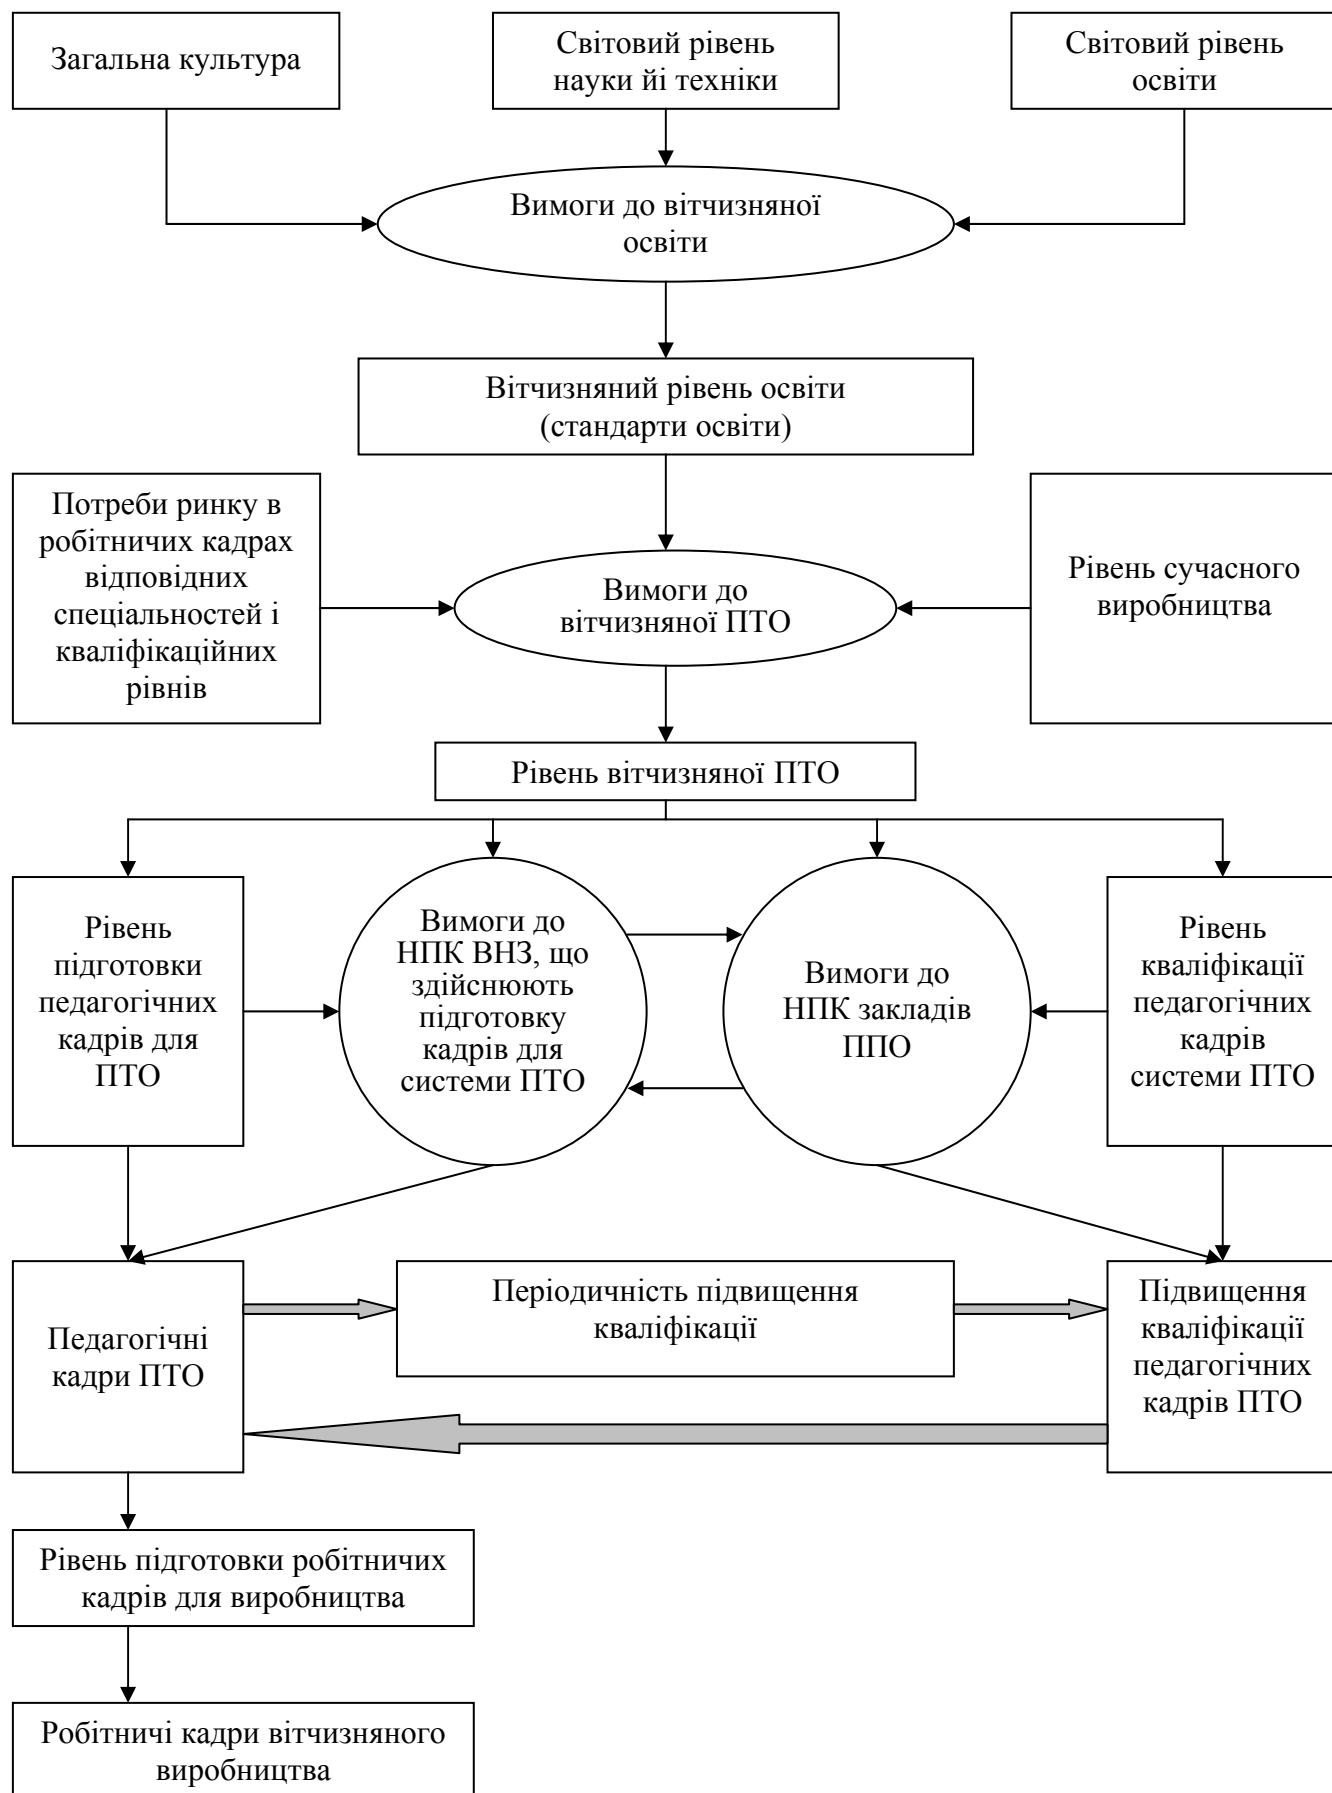 Загальна культура
Світовий рівень
науки йі техніки
Світовий рівень
освіти
Вимоги до вітчизняної
освіти
Вітчизняний рівень освіти
(стандарти освіти)
Потреби ринку в
робітничих кадрах
відповідних
спеціальностей і
кваліфікаційних
рівнів
Вимоги до
вітчизняної ПТО
Рівень сучасного
виробництва
Рівень вітчизняної ПТО
Рівень
підготовки
педагогічних
кадрів для
ПТО
Вимоги до
НПК ВНЗ, що
здійснюють
підготовку
кадрів для
системи ПТО
Вимоги до
НПК закладів
ППО
Рівень
кваліфікації
педагогічних
кадрів
системи ПТО
Педагогічні
кадри ПТО
Періодичність підвищення
кваліфікації
Підвищення
кваліфікації
педагогічних
кадрів ПТО
Рівень підготовки робітничих
кадрів для виробництва
Робітничі кадри вітчизняного
виробництва